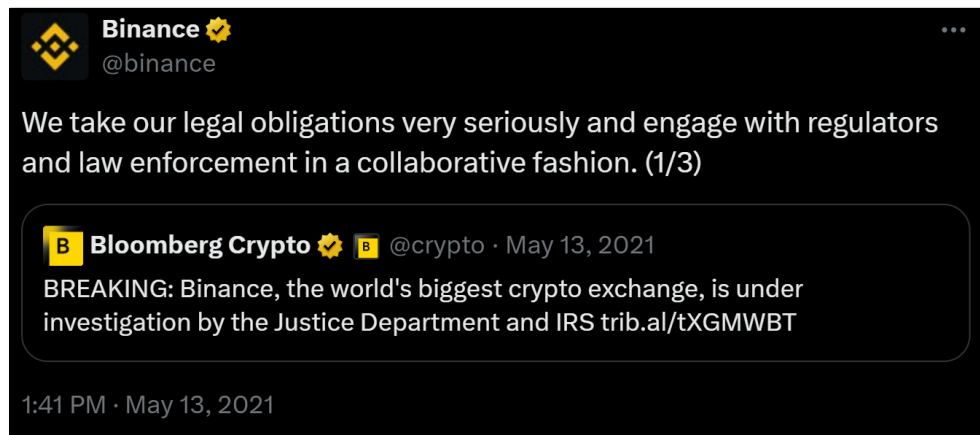 Binance
@binance
We take our legal obligations very seriously and engage with regulators
and law enforcement in a collaborative fashion. (1/3)
B Bloomberg Crypto B @crypto · May 13, 2021
BREAKING: Binance, the world's biggest crypto exchange, is under
investigation by the Justice Department and IRS trib.al/tXGMWBT
1:41 PM · May 13, 2021